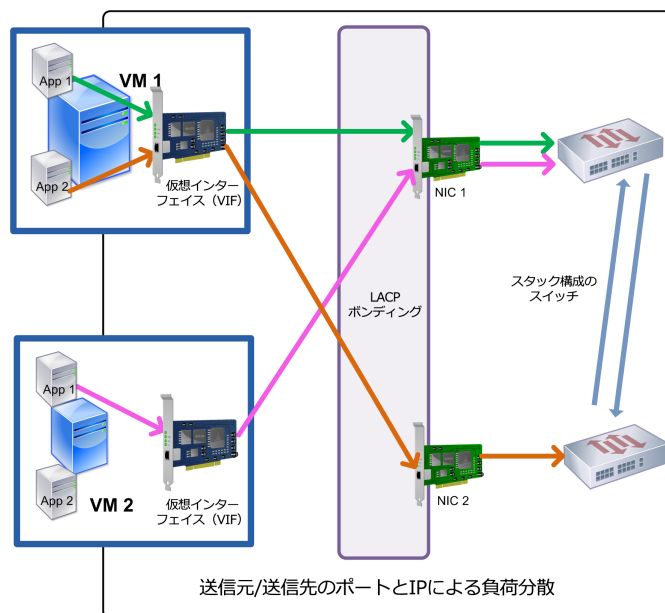 App 1
VM 1
App 2
仮想インター
フェイス（VIF）
NIC 1
LACP
ボンディング
スタック構成の
スイッチ
App 1
App 2
VM 2
仮想インター
フェイス（VIF）
NIC 2
送信元/送信先のポートとIPによる負荷分散